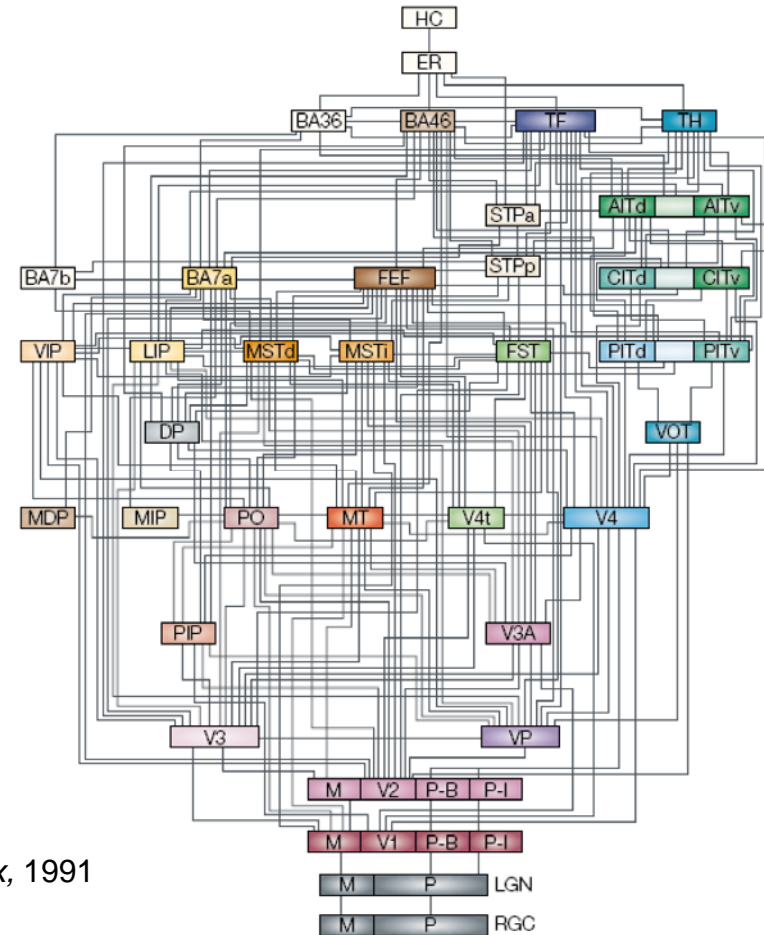 HC
ER
BA36 BA46 TF TH
AITd AITv
STPa
STPp
BA7b BA7a FEF CITd CITv
VIP LIP MSTd MSTi FST PITd PITv
DP VOT
MDP MIP PO MT V4t V4
PIP V3A
V3 VP
M V2 P-B P-I
M V1 P-B P-I
1991
M P LGN
M P RGC